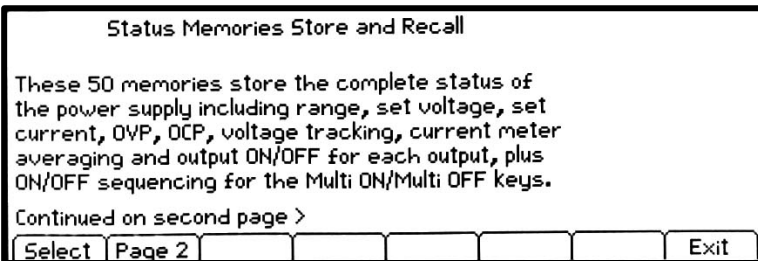 Status Memories Store and Recall
These 50 memories store the complete status of
the power supply including range, set voltage, set
current, OVP, OCP, voltage tracking, current meter
averaging and output ON/OFF for each output, plus
ON/OFF sequencing for the Multi ON/Multi OFF keys.
Continued on second page >
Select Page 2 Exit